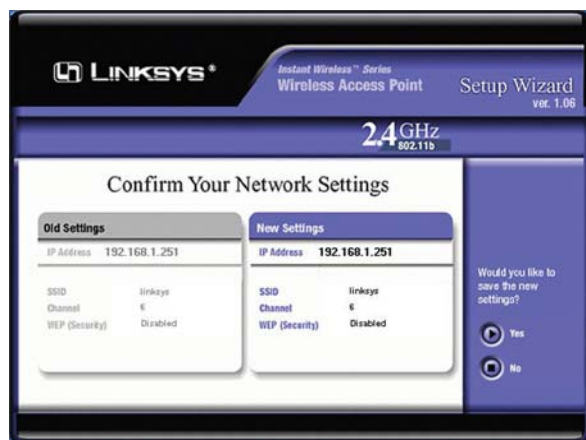 LINKSYS®
Instant Wireless™ Series
Wireless Access Point
Setup Wizard
ver. 1.06
2.4GHz
802.11b
Confirm Your Network Settings
Old Settings
IP Address 192.168.1.251
SSID linksys
Channel 6
WEP (Security) Disabled
New Settings
IP Address 192.168.1.251
SSID linksys
Channel 6
WEP (Security) Disabled
Would you like to
save the new
settings?
Yes
No